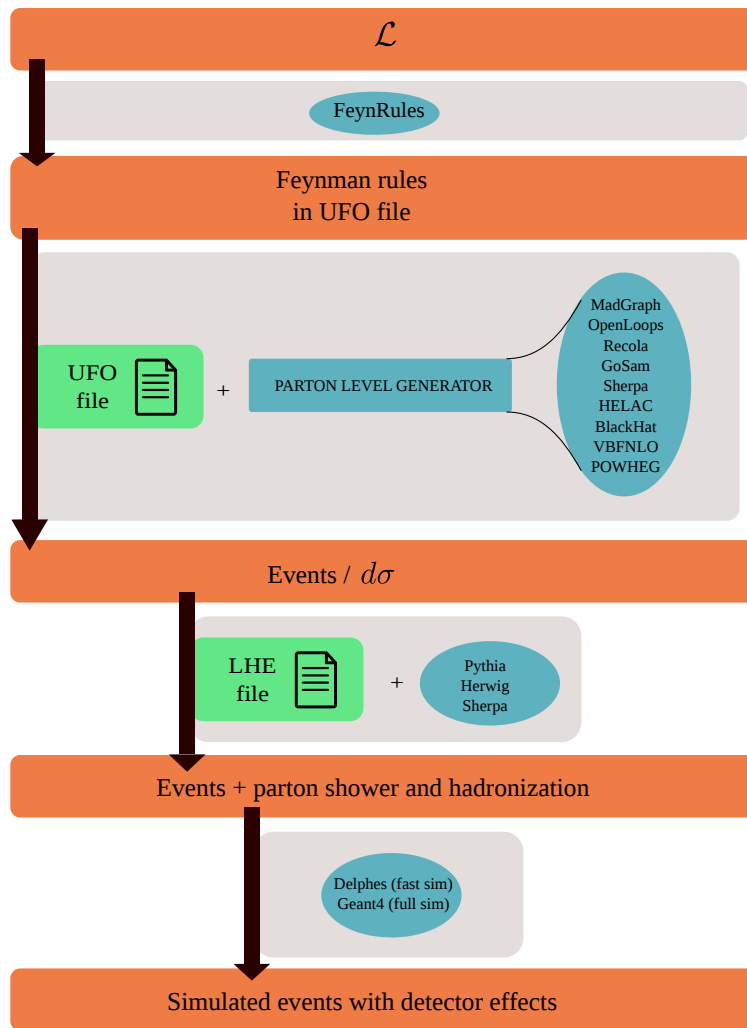 ℒ
FeynRules
Feynman rules
in UFO file
UFO
file
+
PARTON LEVEL GENERATOR
MadGraph
OpenLoops
Recola
GoSam
Sherpa
HELAC
BlackHat
VBFNLO
POWHEG
Events / dσ
LHE
file
+
Pythia
Herwig
Sherpa
Events + parton shower and hadronization
Delphes (fast sim)
Geant4 (full sim)
Simulated events with detector effects